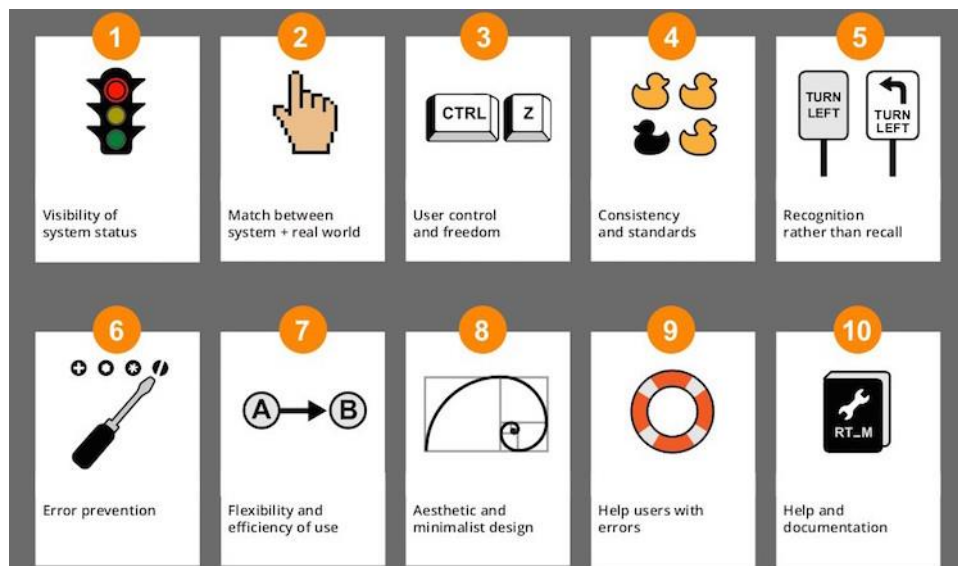 1
2
3
4
5
CTRL Z
TURN
LEFT
TURN
LEFT
Visibility of
system status
Match between
system + real world
User control
and freedom
Consistency
and standards
Recognition
rather than recall
6
7
8
9
10
A B
RT_M
Error prevention
Flexibility and
efficiency of use
Aesthetic and
minimalist design
Help users with
errors
Help and
documentation